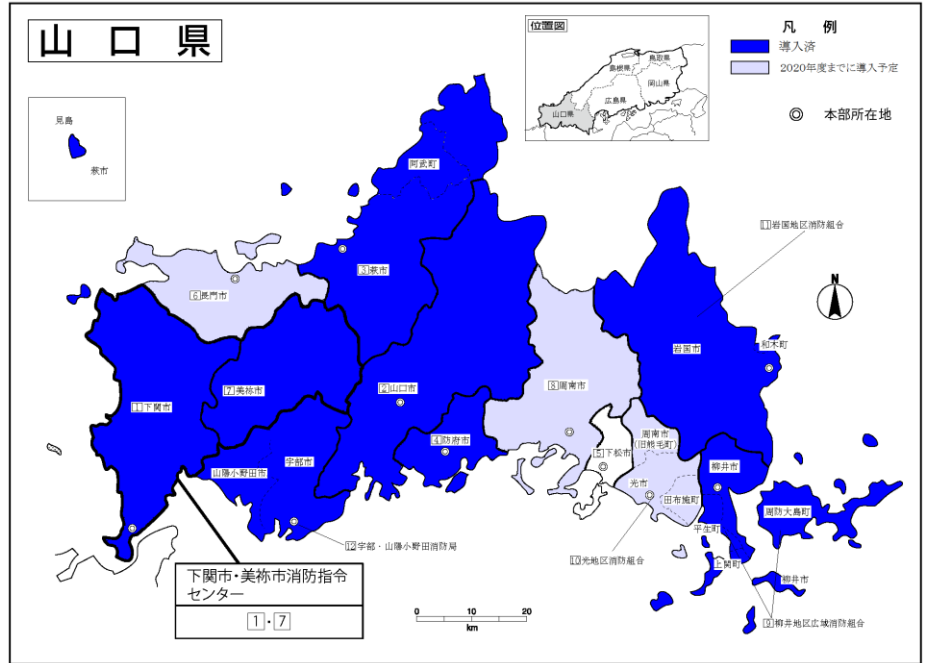 山口県
位置図
島根県
鳥取県
岡山県
広島県
山口県
凡例
導入済
2020年度までに導入予定
本部所在地
見島
萩市
阿武町
11岩国地区消防組合
3萩市
N
6長門市
岩国市
和木町
8周南市
7美祢市
2山口市
1下関市
周南市
(旧熊毛町)
4防府市
5下松市
宇部市
山陽小野田市
柳井市
光市
田布施町
周防大島町
平生町
12宇部・山陽小野田消防局
10光地区消防組合
上関町
柳井市
下関市・美祢市消防指令
センター
1・7
0 10 20
km
9柳井地区広域消防組合